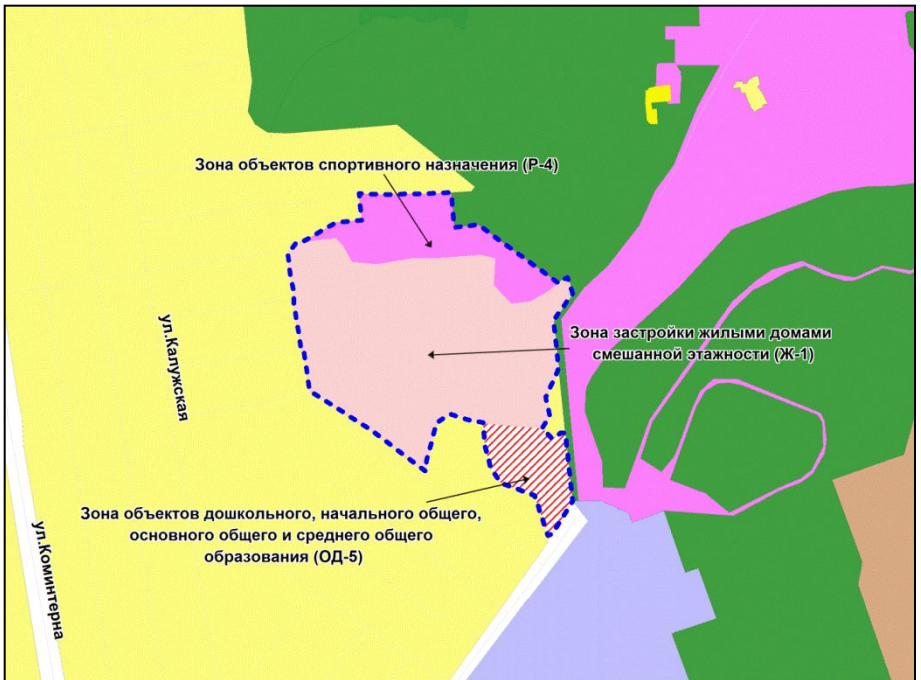 Зона объектов спортивного назначения (Р-4)
ул.Калужская
Зона застройки жилыми домами
смешанной этажности (Ж-1)
Зона объектов дошкольного, начального общего,
основного общего и среднего общего
образования (ОД-5)
ул.Коминтерна